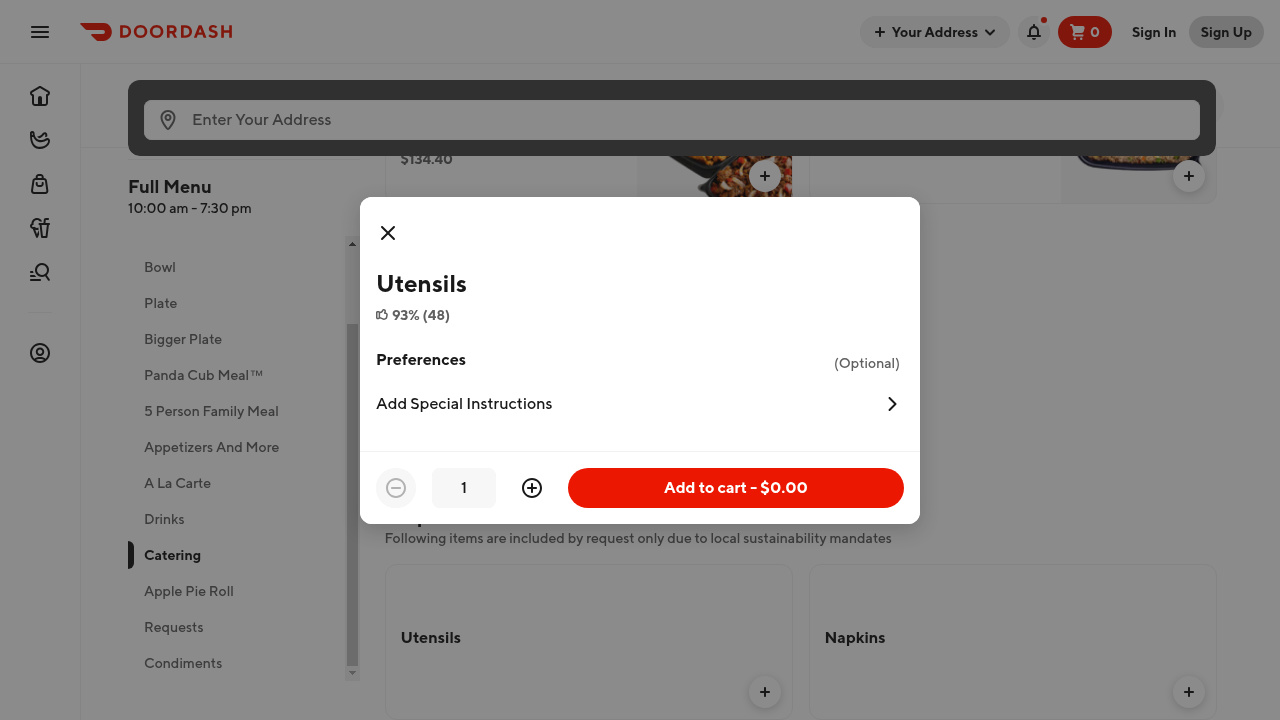 DOORDASH
Your Address
0
Sign In
Sign Up
Enter Your Address
$134.40
Full Menu
10:00 am - 7:30 pm
Bowl
Plate
Bigger Plate
Panda Cub Meal™
5 Person Family Meal
Appetizers And More
A La Carte
Drinks
Catering
Apple Pie Roll
Requests
Condiments
Utensils
93% (48)
Preferences
(Optional)
Add Special Instructions
1
Add to cart - $0.00
Following items are included by request only due to local sustainability mandates
Utensils
Napkins